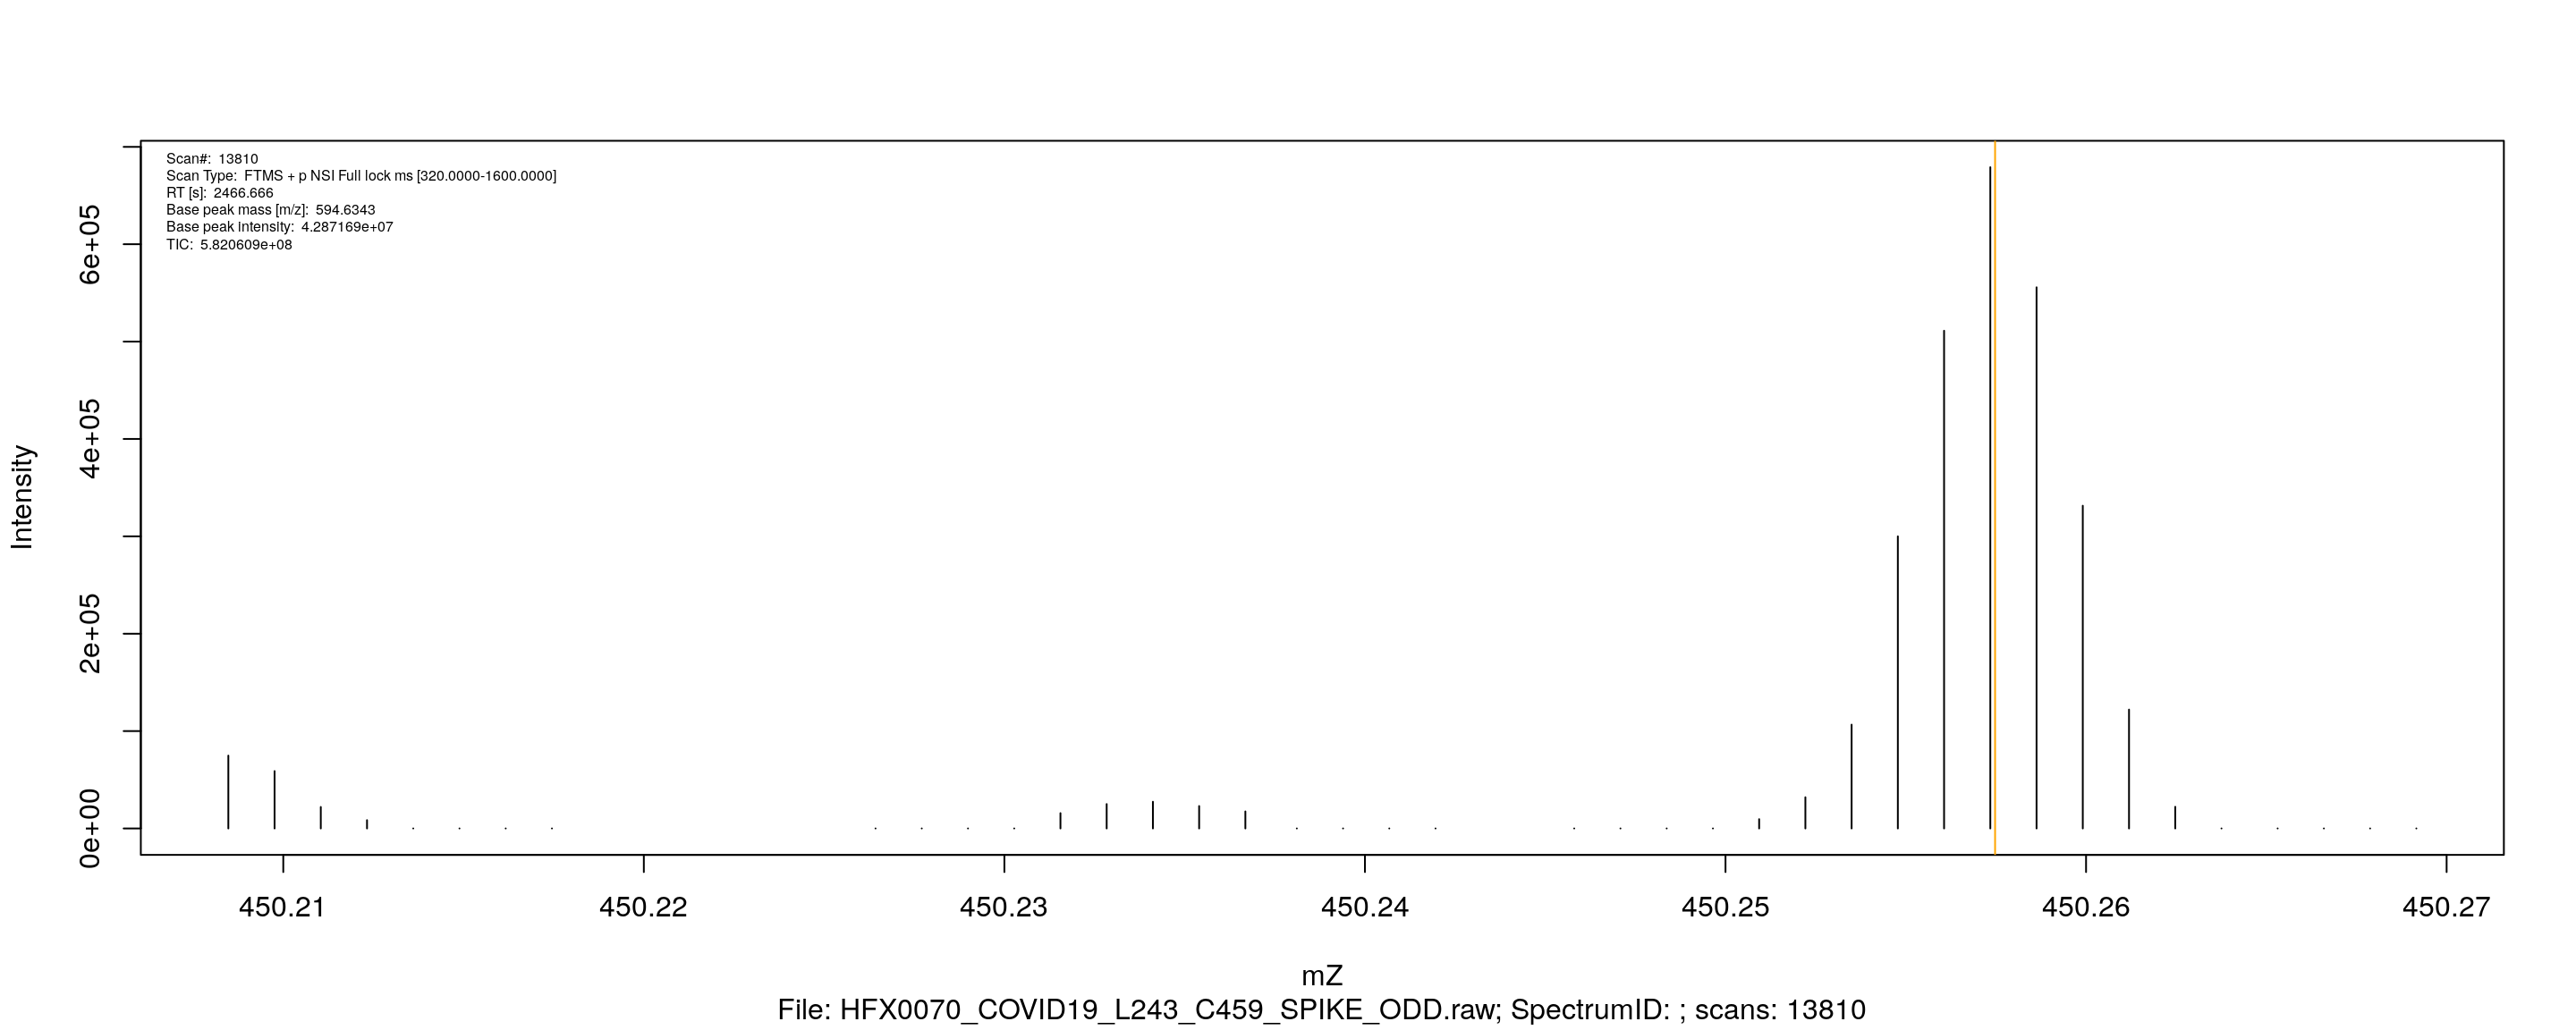 Scan#: 13810
Scan Type: FTMS + p NSI Full lock ms [320.0000-1600.0000]
RT [s]: 2466.666
Base peak mass [m/z]: 594.6343
Base peak intensity: 4.287169e+07
TIC: 5.820609e+08
6e+05
4e+05
2e+05
0e+00
Intensity
450.21 450.22 450.23 450.24 450.25 450.26 450.27
mZ
File: HFX0070_COVID19_L243_C459_SPIKE_ODD.raw; SpectrumID: ; scans: 13810